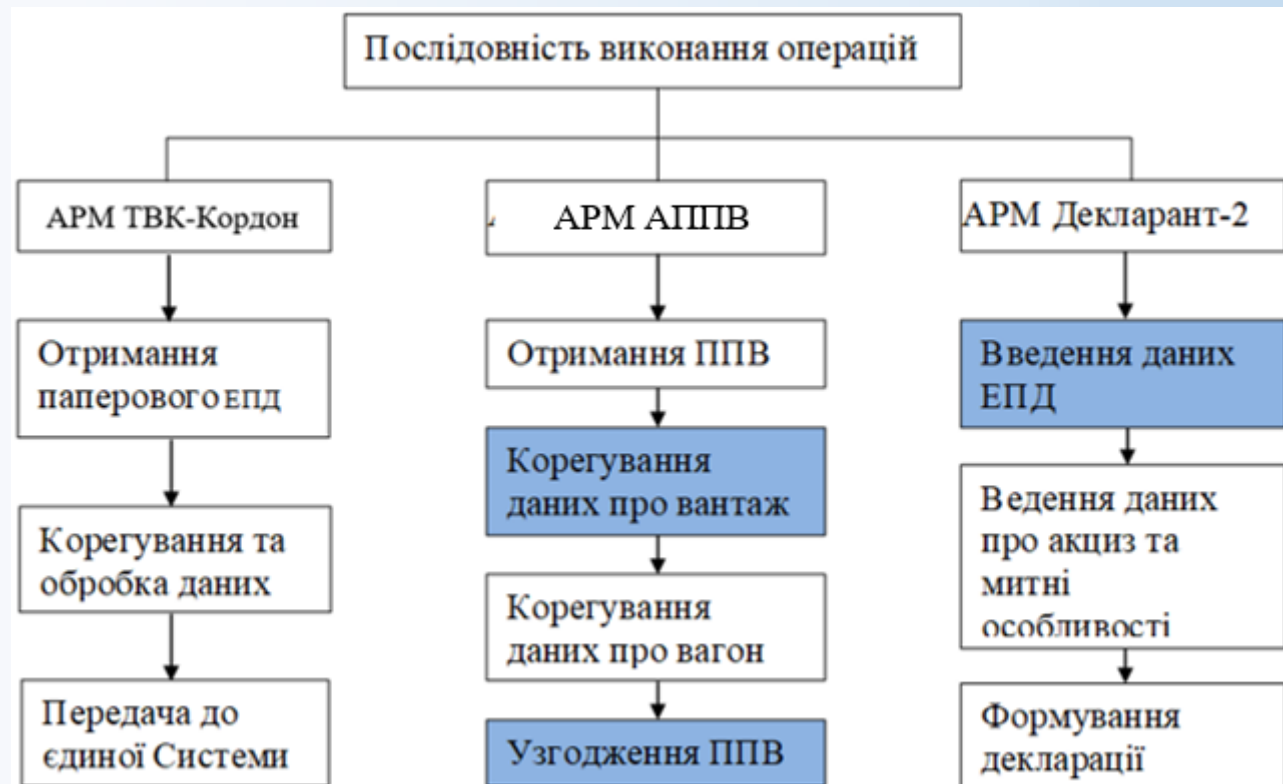 Послідовність виконання операцій
АРМ ТВК-Кордон
Отримання
паперового ЕПД
Корегування та
обробка даних
Передача до
єдиної Системи
АРМ АППВ
Отримання ППВ
Корегування
даних про вантаж
Корегування
даних про вагон
Узгодження ППВ
АРМ Декларант-2
Введення даних
ЕПД
Ведення даних
про акциз та
митні
особливості
Формування
декларації